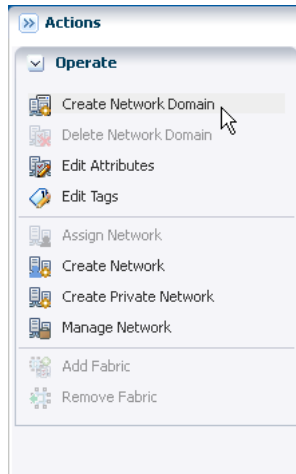 Actions
Operate
Create Network Domain
Delete Network Domain
Edit Attributes
Edit Tags
Assign Network
Create Network
Create Private Network
Manage Network
Add Fabric
Remove Fabric